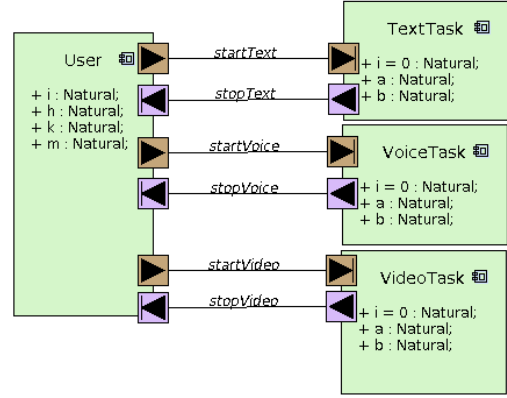 User
+ i : Natural;
+ h : Natural;
+ k : Natural;
+ m : Natural;
startText
stopText
startVoice
stopVoice
startVideo
stopVideo
TextTask
+ i = 0 : Natural;
+ a : Natural;
+ b : Natural;
VoiceTask
+ i = 0 : Natural;
+ a : Natural;
+ b : Natural;
VideoTask
+ i = 0 : Natural;
+ a : Natural;
+ b : Natural;